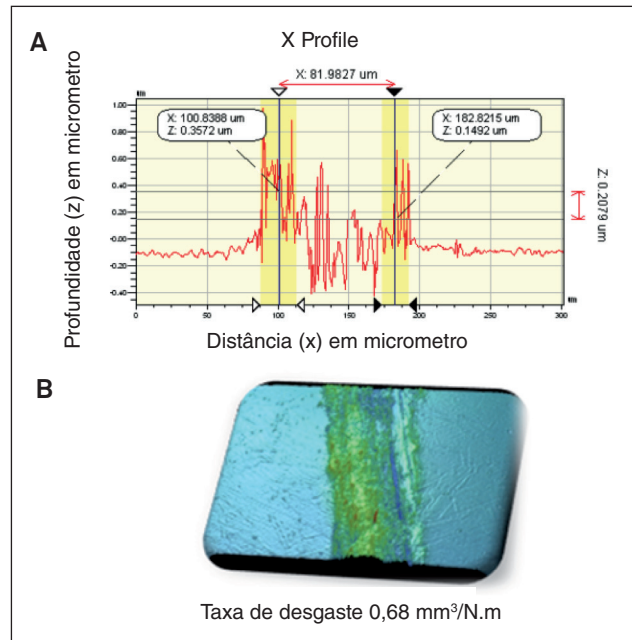 A
X Profile
X: 81.9827 um
um
1.00
0.80
0.60
0.40
0.20
-0.00
-0.20
-0.40
X: 100.8388 um
Z: 0.3572 um
X: 182.8215 um
Z: 0.1492 um
Z: 0.2079 um
Profundidade (z) em micrometro
0
50
100
150
200
250
300
um
Distância (x) em micrometro
B
Taxa de desgaste 0,68 mm³/N.m